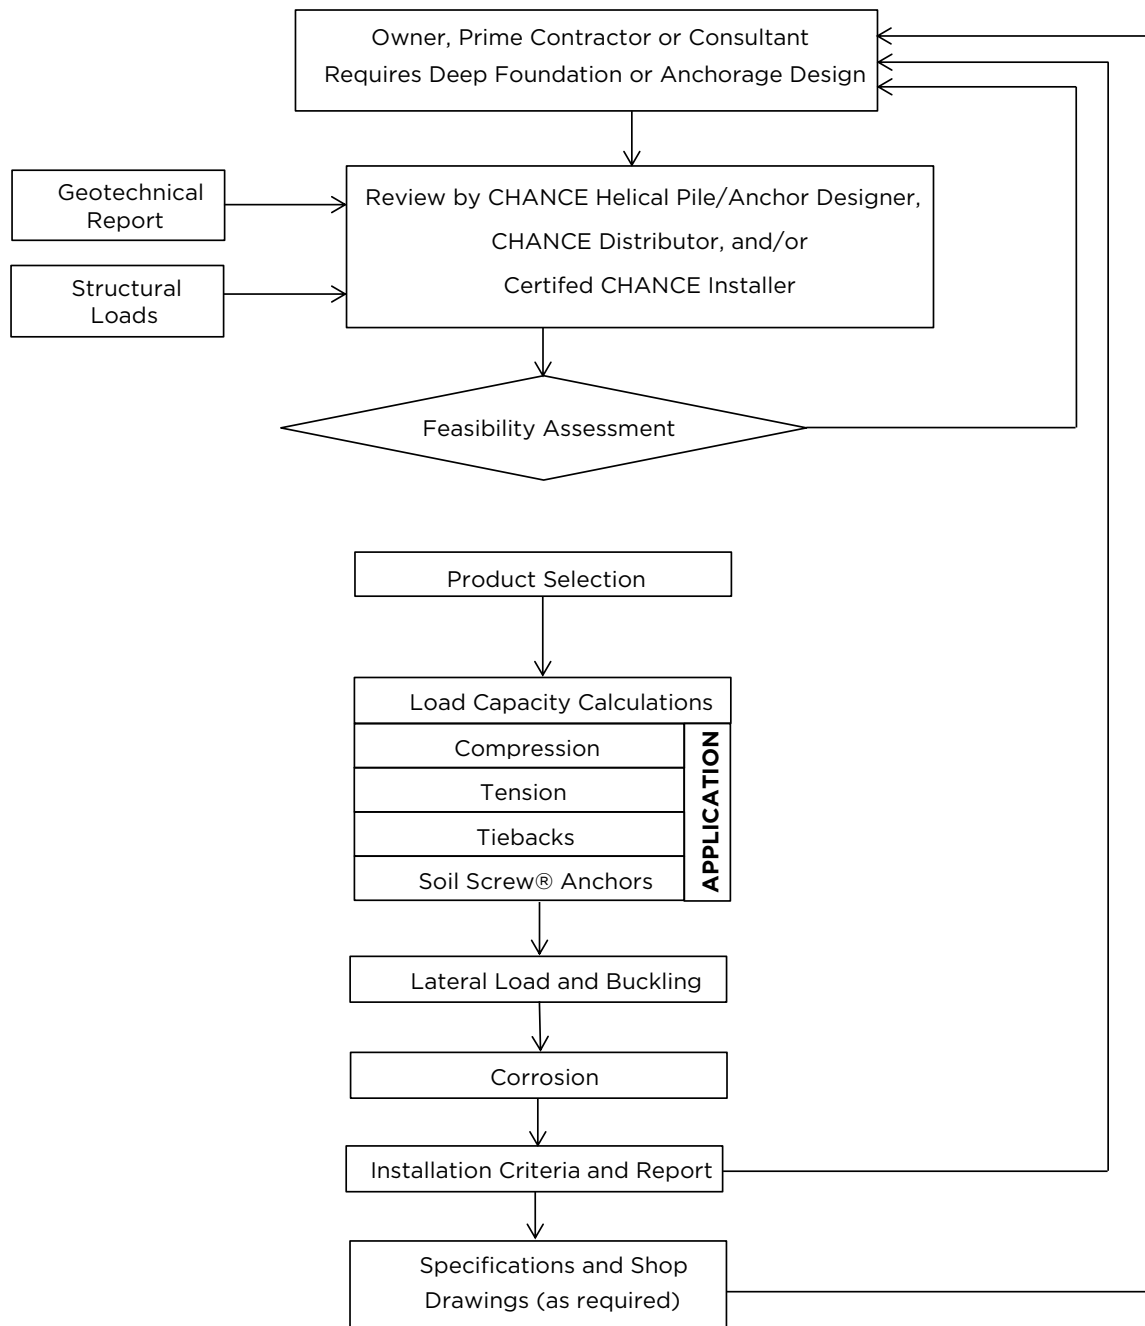 Owner, Prime Contractor or Consultant
Requires Deep Foundation or Anchorage Design
Geotechnical
Report
Structural
Loads
Review by CHANCE Helical Pile/Anchor Designer,
CHANCE Distributor, and/or
Certifed CHANCE Installer
Feasibility Assessment
Product Selection
Load Capacity Calculations
Compression
Tension
Tiebacks
Soil Screw® Anchors
APPLICATION
Lateral Load and Buckling
Corrosion
Installation Criteria and Report
Specifications and Shop
Drawings (as required)